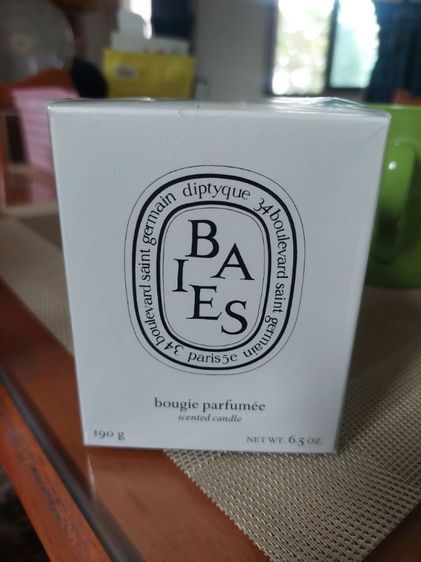 diptyque 34 boulevard saint germain paris 5e 34 boulevard saint germain
BA
IES
bougie parfumée
scented candle
190 g
NET WT. 6.5 OZ.